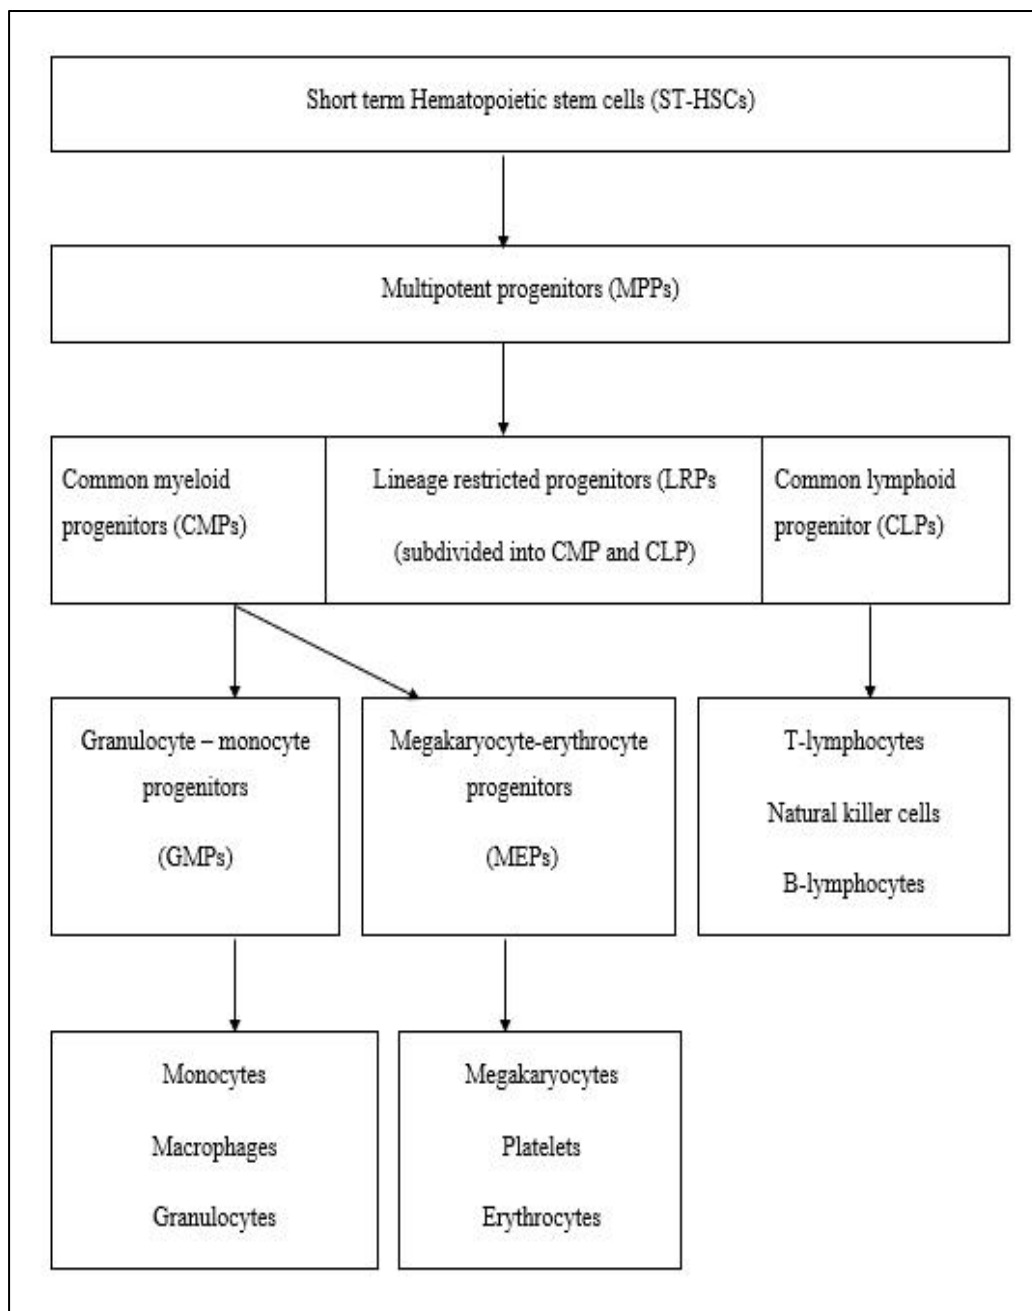 Short term Hematopoietic stem cells (ST-HSCs)
Multipotent progenitors (MPPs)
Common myeloid
progenitors (CMPs)
Lineage restricted progenitors (LRPs
(subdivided into CMP and CLP)
Common lymphoid
progenitor (CLPs)
Granulocyte – monocyte
progenitors
(GMPs)
Megakaryocyte-erythrocyte
progenitors
(MEPs)
T-lymphocytes
Natural killer cells
B-lymphocytes
Monocytes
Macrophages
Granulocytes
Megakaryocytes
Platelets
Erythrocytes